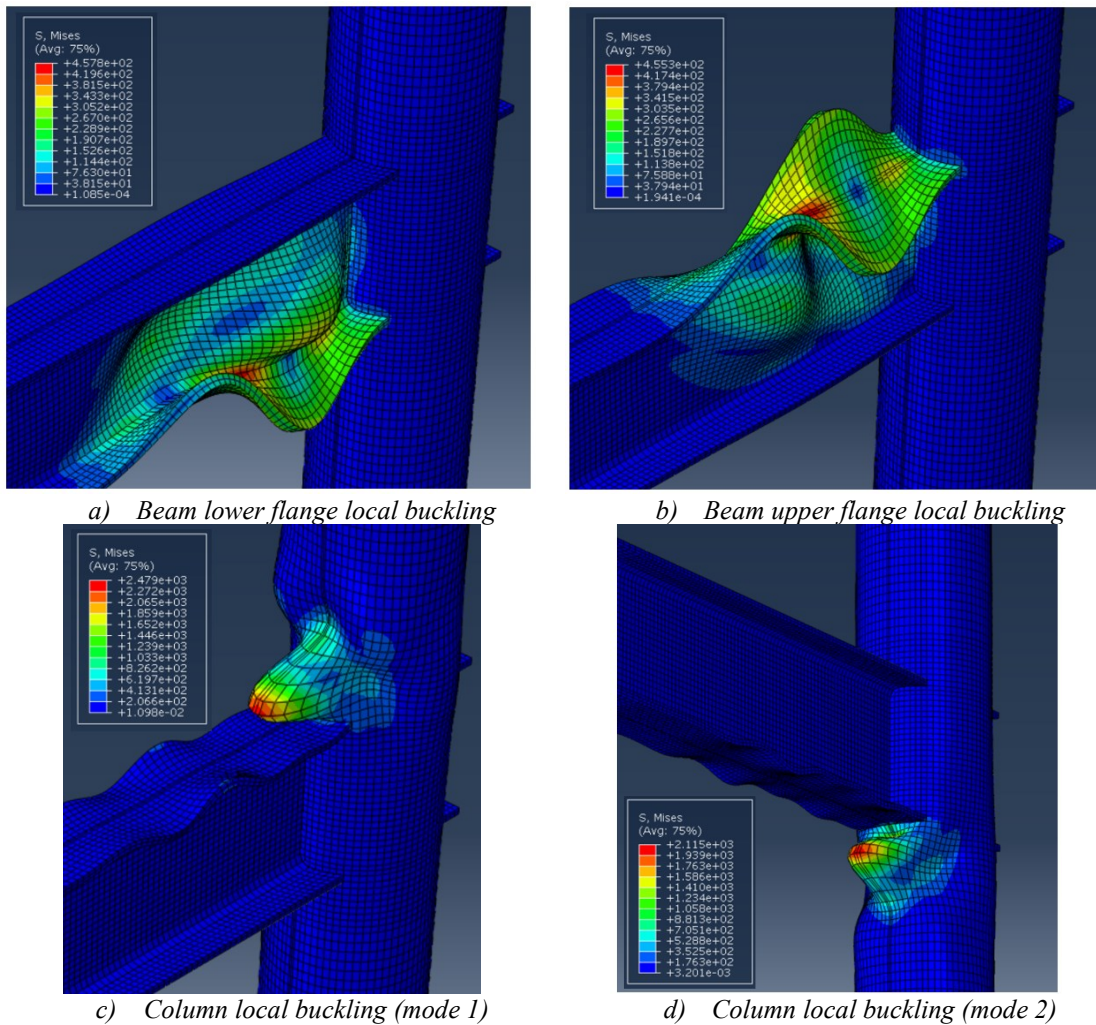 S, Mises
(Avg: 75%)
+4.578e+02
+4.196e+02
+3.815e+02
+3.433e+02
+3.052e+02
+2.670e+02
+2.289e+02
+1.907e+02
+1.526e+02
+1.144e+02
+7.630e+01
+3.815e+01
+1.085e-04
S, Mises
(Avg: 75%)
+4.553e+02
+4.174e+02
+3.794e+02
+3.415e+02
+3.035e+02
+2.656e+02
+2.277e+02
+1.897e+02
+1.518e+02
+1.138e+02
+7.588e+01
+3.794e+01
+1.941e-04
a) Beam lower flange local buckling
b) Beam upper flange local buckling
S, Mises
(Avg: 75%)
+2.479e+03
+2.272e+03
+2.065e+03
+1.859e+03
+1.652e+03
+1.446e+03
+1.239e+03
+1.033e+03
+8.262e+02
+6.197e+02
+4.131e+02
+2.066e+02
+1.098e-02
S, Mises
(Avg: 75%)
+2.115e+03
+1.939e+03
+1.763e+03
+1.586e+03
+1.410e+03
+1.234e+03
+1.058e+03
+8.813e+02
+7.051e+02
+5.288e+02
+3.525e+02
+1.763e+02
+3.201e-03
c) Column local buckling (mode 1)
d) Column local buckling (mode 2)